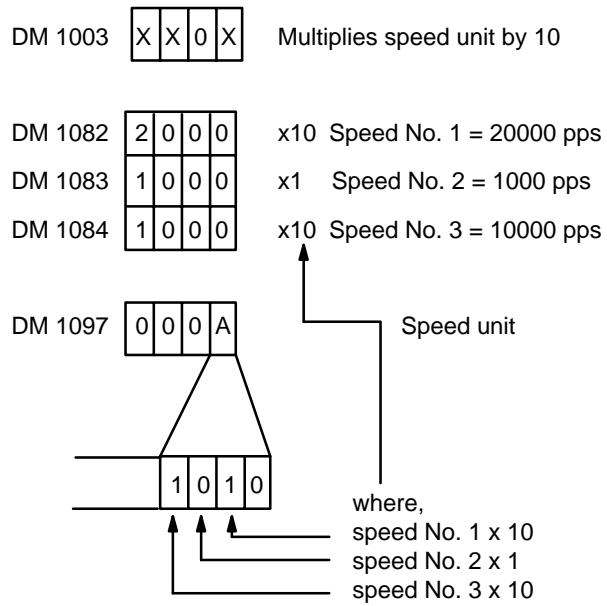 DM 1003 X X 0 X Multiplies speed unit by 10
DM 1082 2 0 0 0 x10 Speed No. 1 = 20000 pps
DM 1083 1 0 0 0 x1 Speed No. 2 = 1000 pps
DM 1084 1 0 0 0 x10 Speed No. 3 = 10000 pps
DM 1097 0 0 0 A Speed unit
1 0 1 0
where,
speed No. 1 x 10
speed No. 2 x 1
speed No. 3 x 10